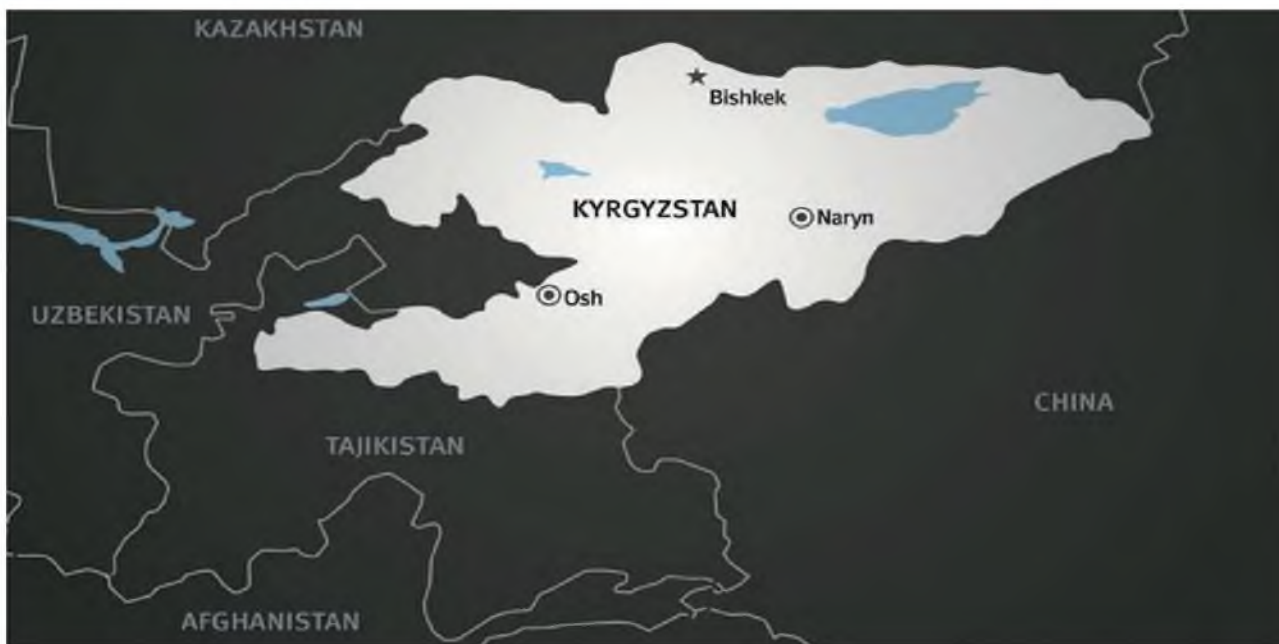 KAZAKHSTAN
Bishkek
KYRGYZSTAN
Naryn
Osh
UZBEKISTAN
CHINA
TAJIKISTAN
AFGHANISTAN